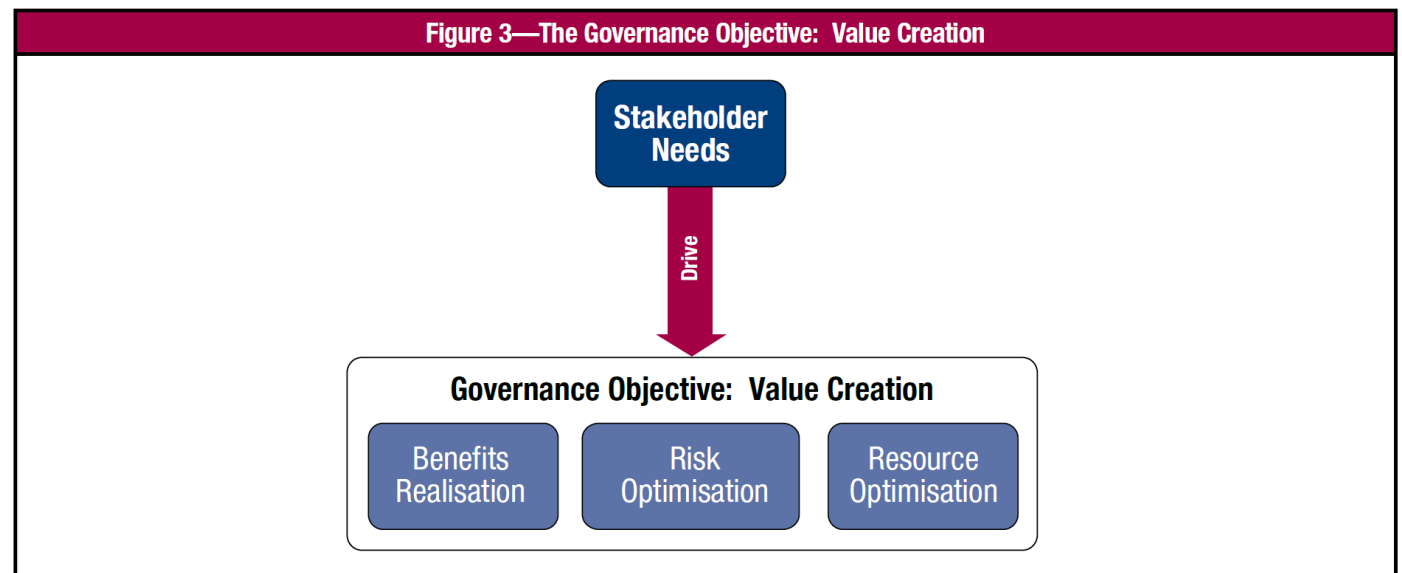 Figure 3—The Governance Objective:  Value Creation
Stakeholder
Needs
Drive
Governance Objective:  Value Creation
Benefits
Realisation
Risk
Optimisation
Resource
Optimisation